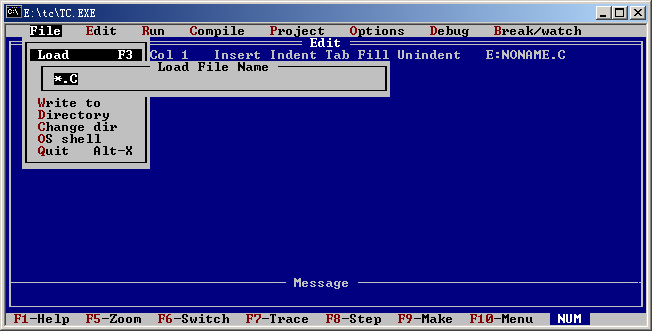 E:\tc\TC.EXE
File Edit Run Compile Project Options Debug Break/watch
Edit
Load F3 Col 1 Insert Indent Tab Fill Unindent E:NONAME.C
Load File Name
*.C
Write to
Directory
Change dir
OS shell
Quit Alt-X
Message
F1-Help F5-Zoom F6-Switch F7-Trace F8-Step F9-Make F10-Menu NUM